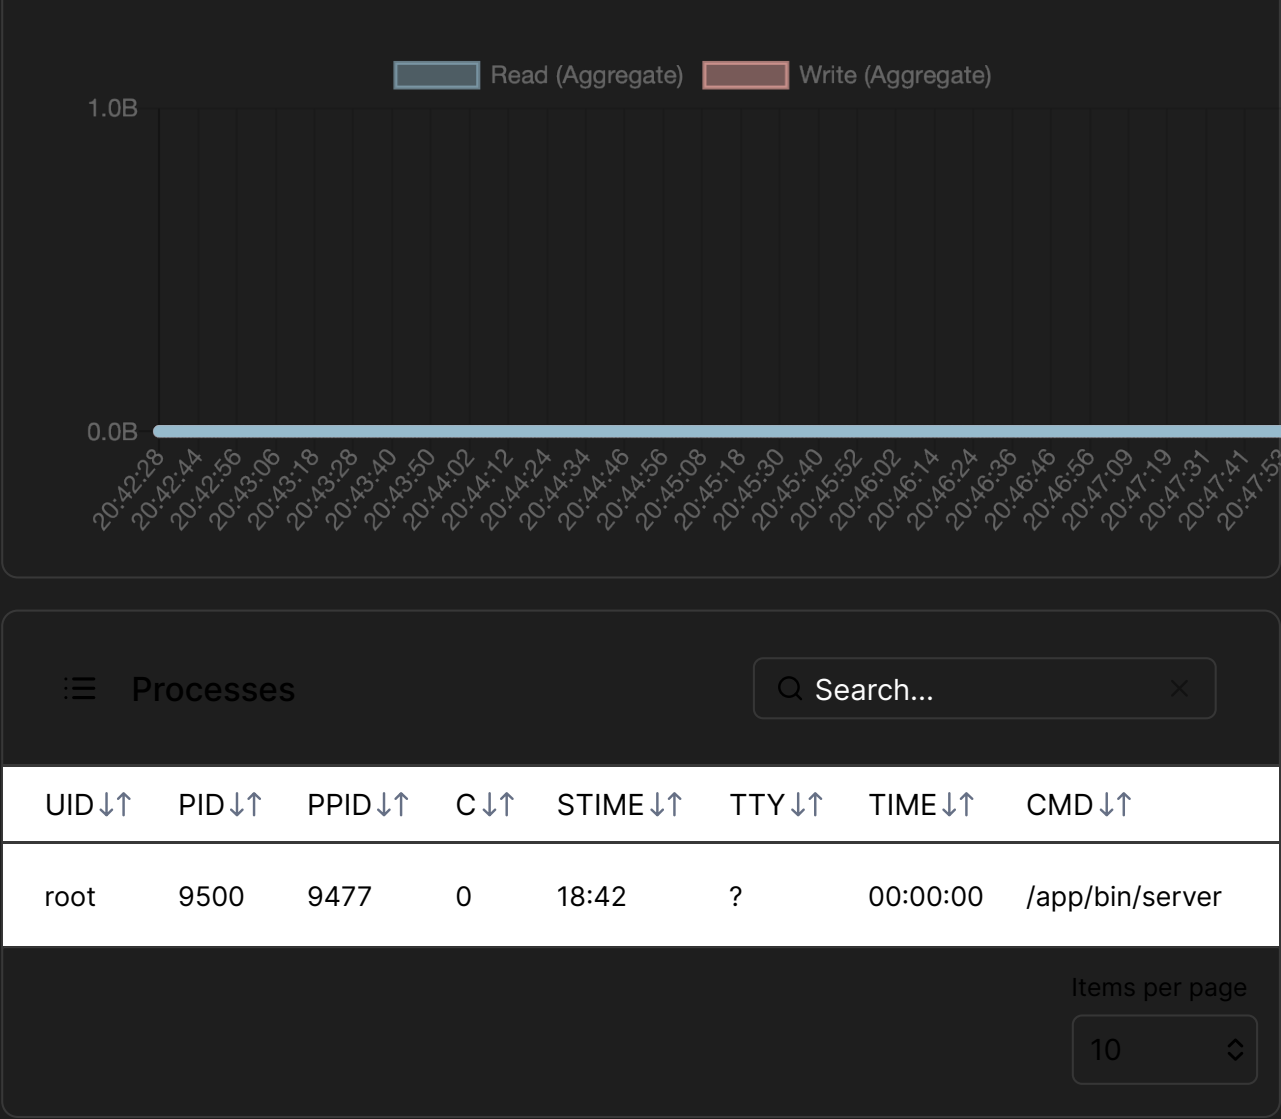 Read (Aggregate) Write (Aggregate)
1.0B
0.0B
20:42:28 20:42:44 20:42:56 20:43:06 20:43:18 20:43:28 20:43:40 20:43:50 20:44:02 20:44:12 20:44:24 20:44:34 20:44:46 20:44:56 20:45:08 20:45:18 20:45:30 20:45:40 20:45:52 20:46:02 20:46:14 20:46:24 20:46:36 20:46:46 20:46:56 20:47:09 20:47:19 20:47:31 20:47:41 20:47:53
Processes
Search...
UID PID PPID C STIME TTY TIME CMD
root 9500 9477 0 18:42 ? 00:00:00 /app/bin/server
Items per page
10